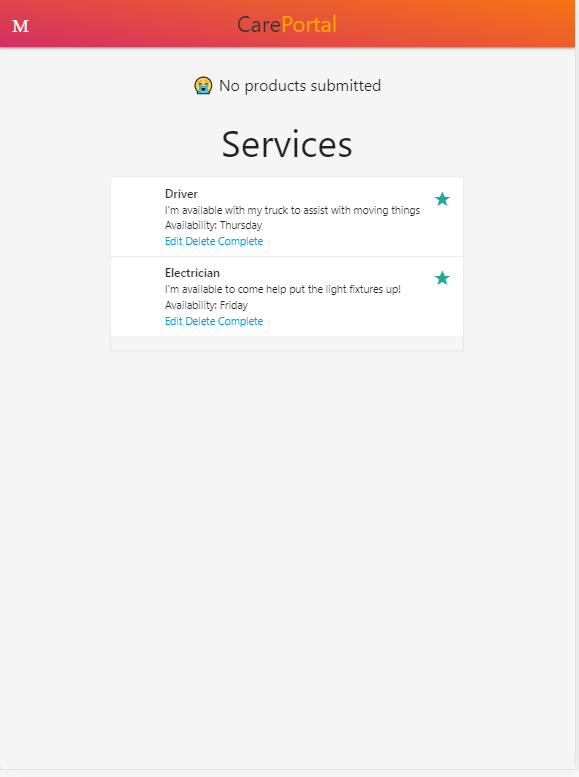 M
CarePortal
😭 No products submitted
Services
Driver
I'm available with my truck to assist with moving things
Availability: Thursday
Edit Delete Complete
Electrician
I'm available to come help put the light fixtures up!
Availability: Friday
Edit Delete Complete